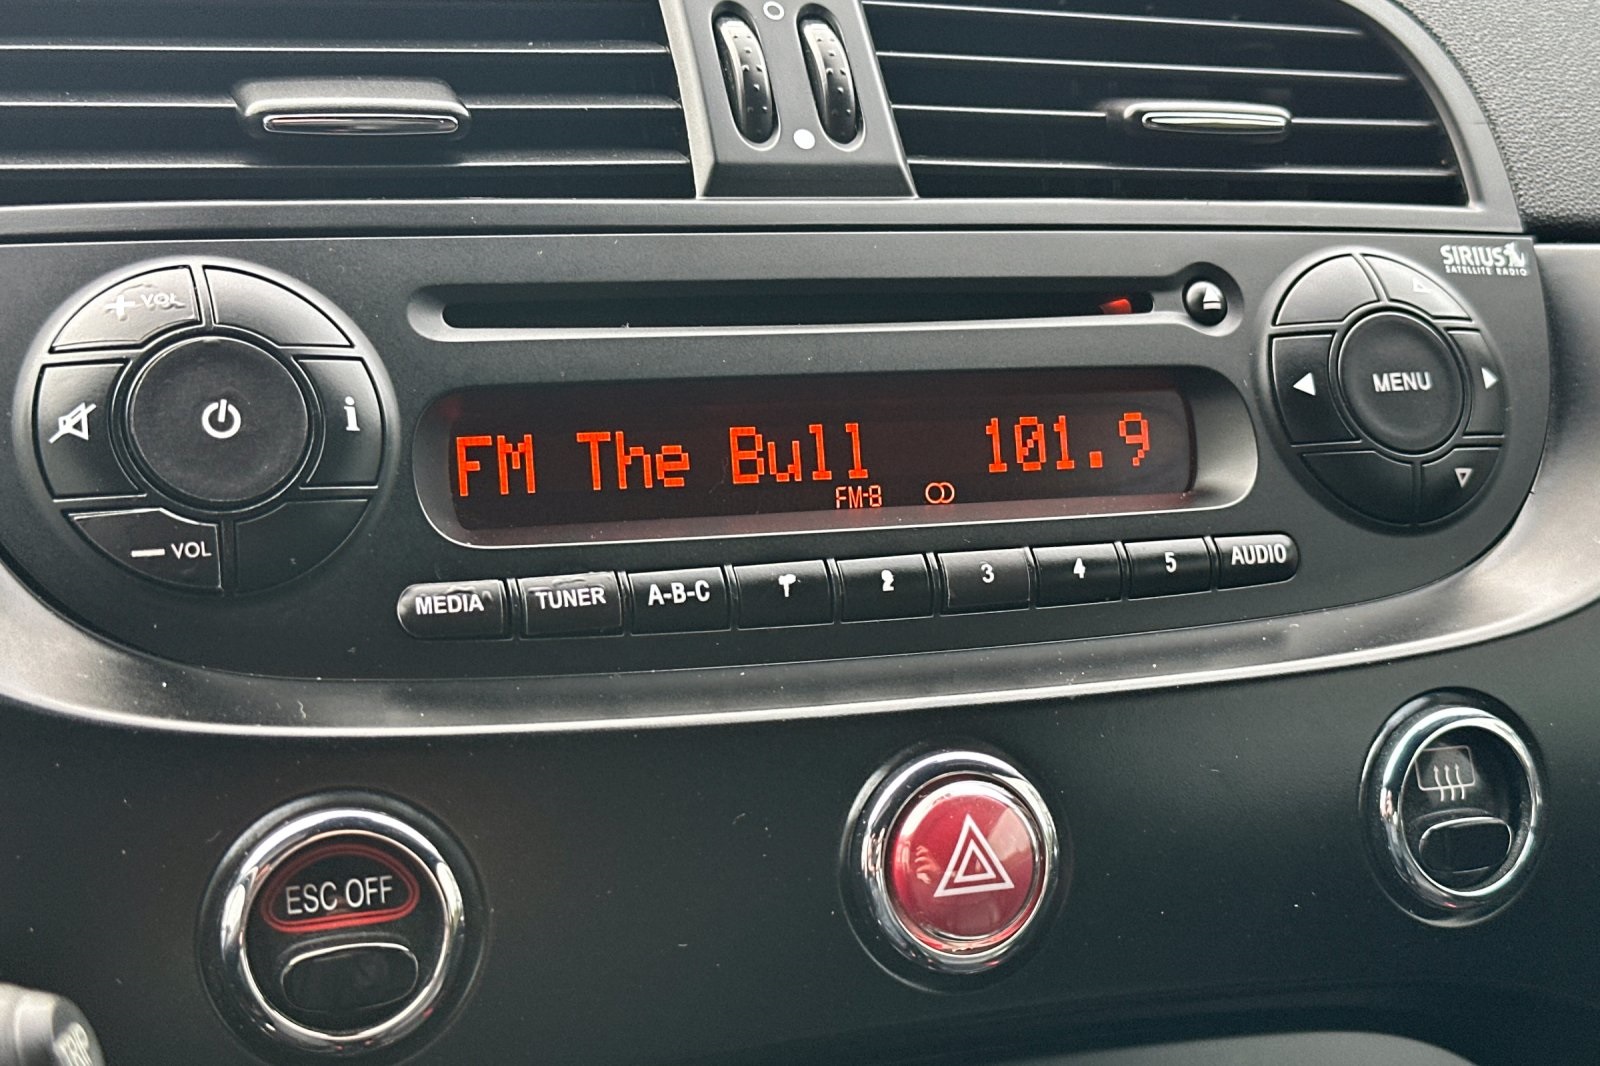 SIRIUS
SATELLITE RADIO
+ VOL
i
MENU
FM The Bull 101.9
FM-8
– VOL
MEDIA TUNER A-B-C 1 2 3 4 5 AUDIO
ESC OFF